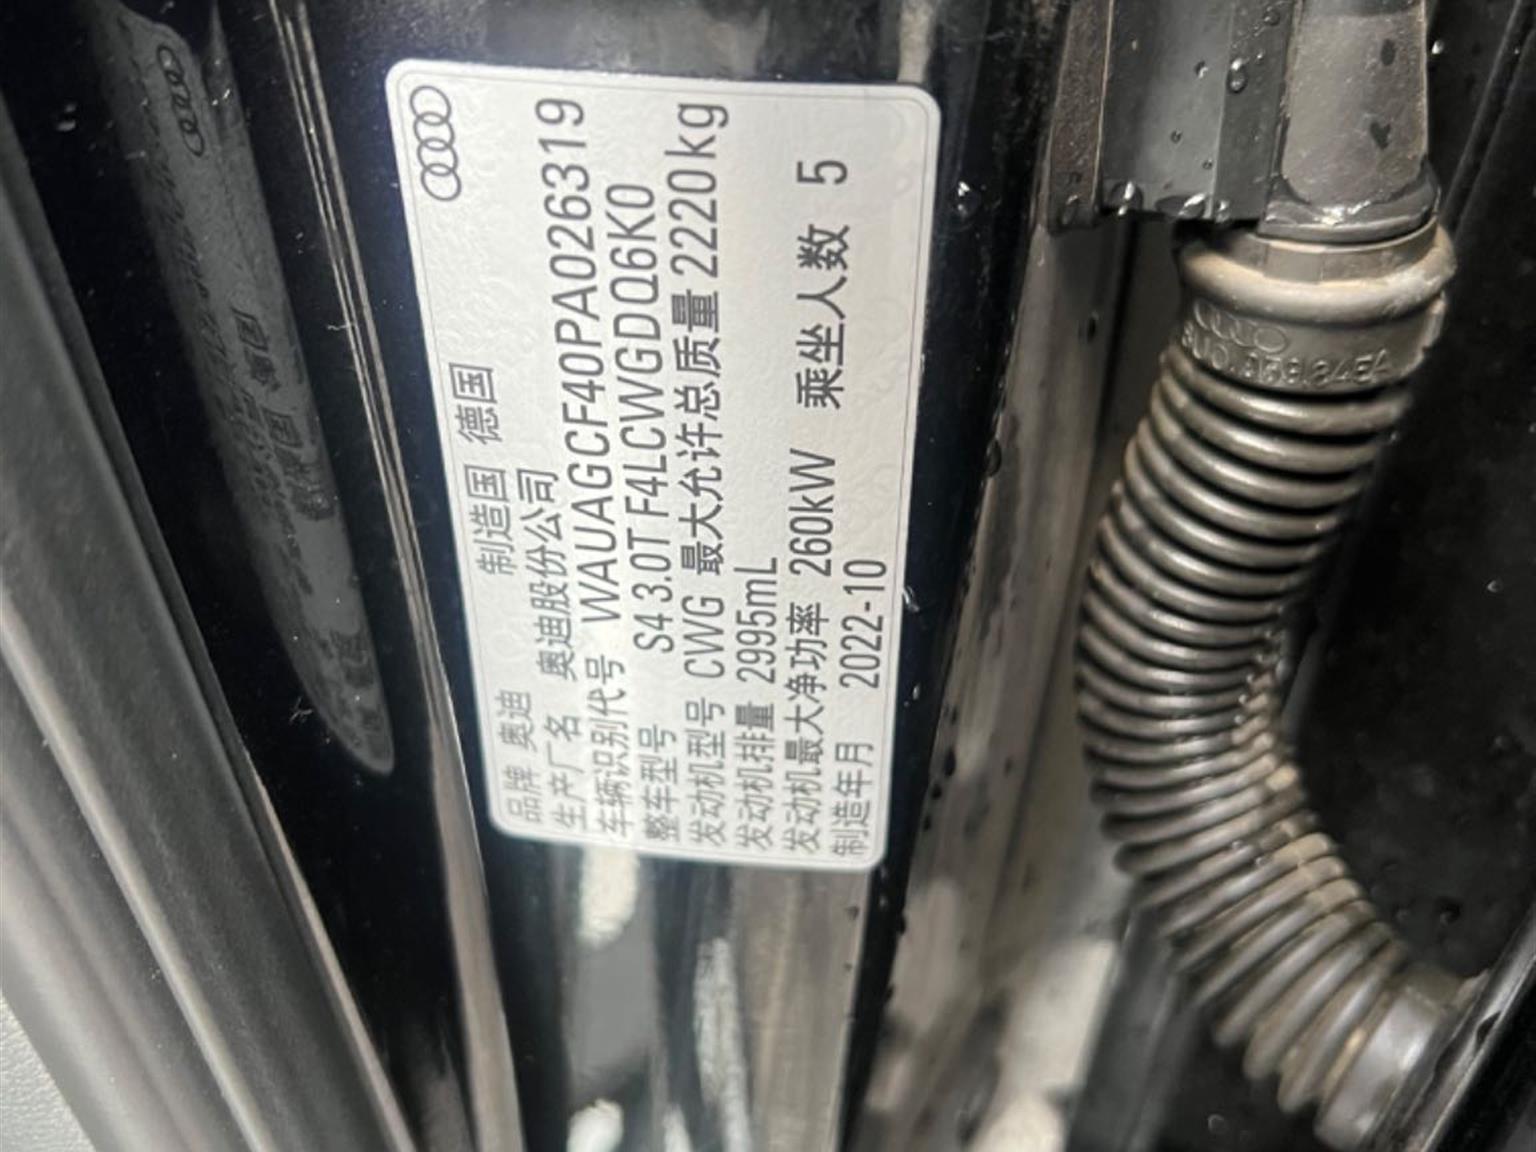 品牌 奥迪 制造国 德国
生产厂名 奥迪股份公司
车辆识别代号 WAUAGCF40PA026319
整车型号 S4 3.0T F4LCWGDQ6K0
发动机型号 CWG 最大允许总质量 2220kg
发动机排量 2995mL
发动机最大净功率 260kW 乘坐人数 5
制造年月 2022-10